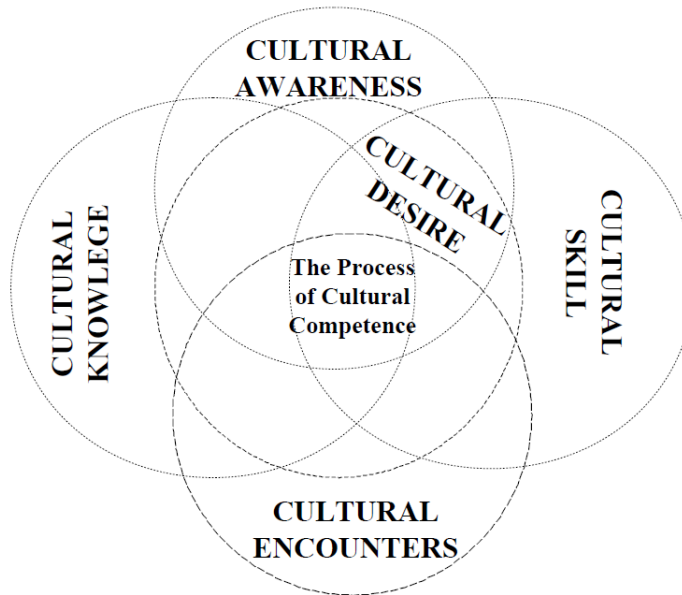 CULTURAL
AWARENESS
CULTURAL
DESIRE
CULTURAL
KNOWLEGE
The Process
of Cultural
Competence
CULTURAL
SKILL
CULTURAL
ENCOUNTERS